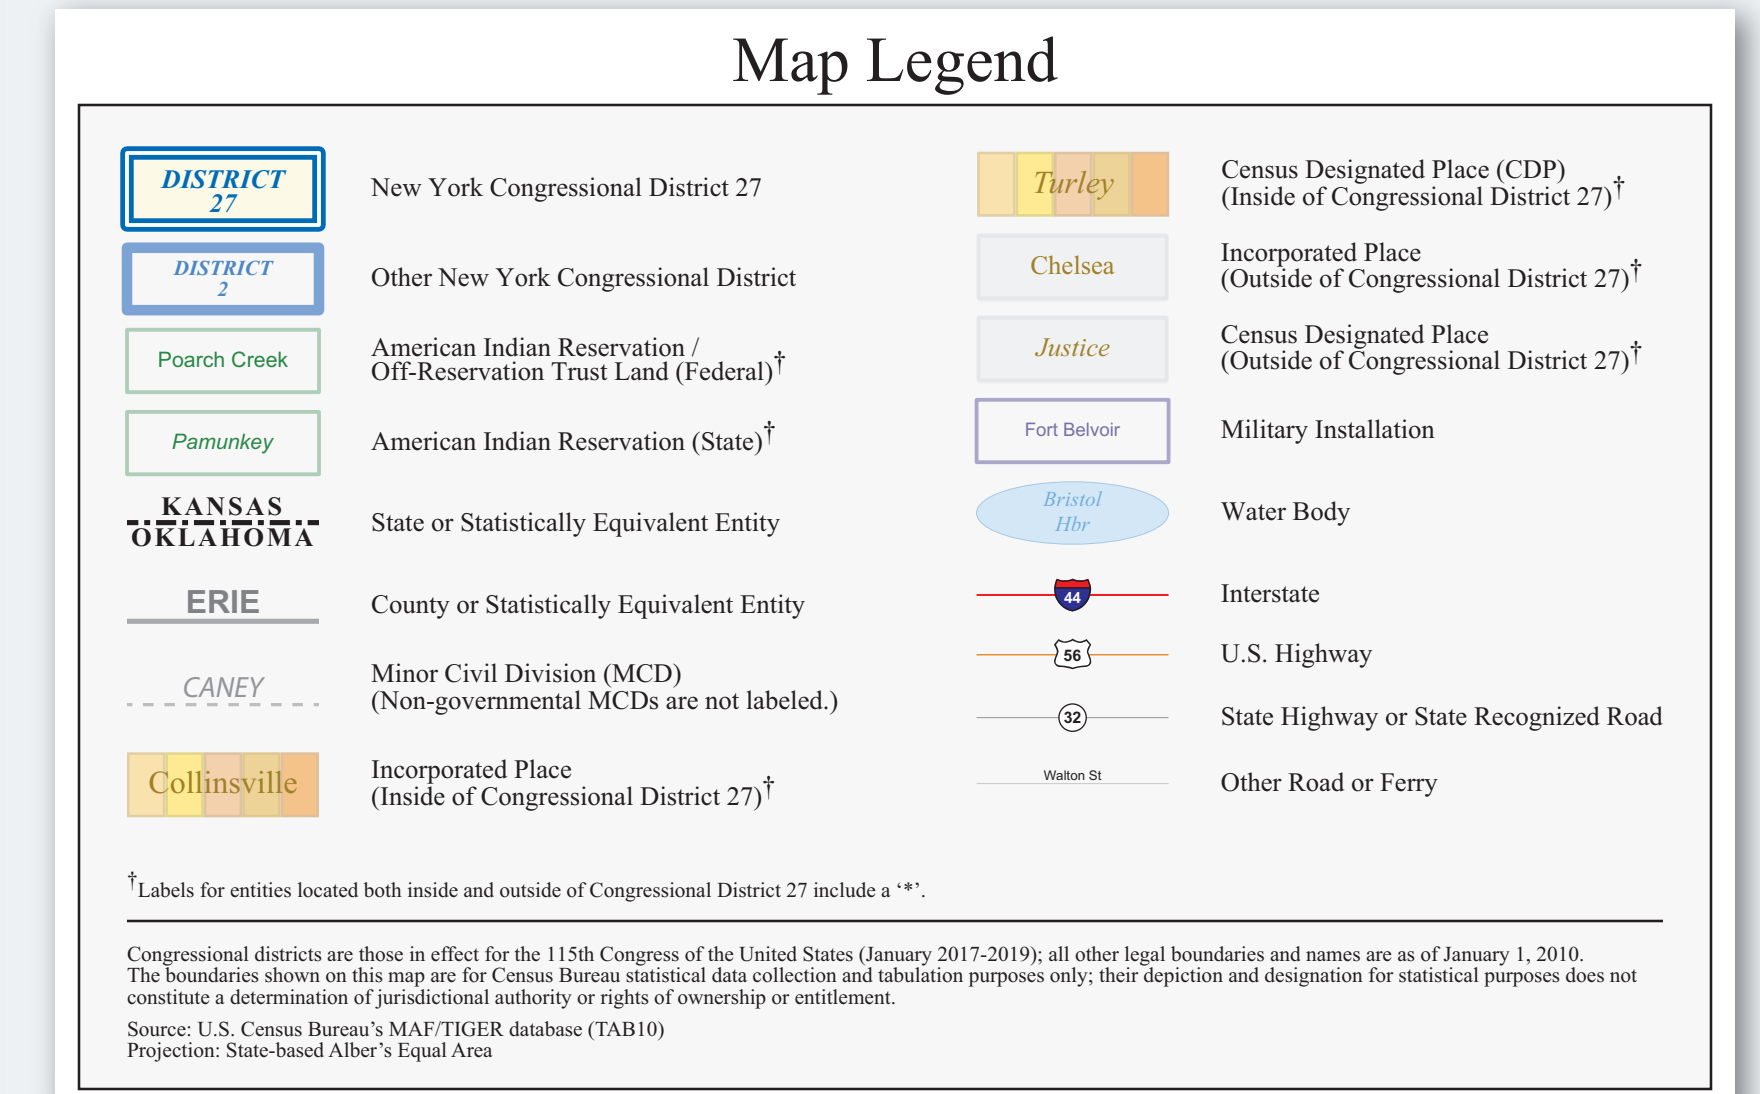 Map Legend
DISTRICT
27
New York Congressional District 27
DISTRICT
2
Other New York Congressional District
Poarch Creek
American Indian Reservation /
Off-Reservation Trust Land (Federal)†
Pamunkey
American Indian Reservation (State)†
KANSAS
OKLAHOMA
State or Statistically Equivalent Entity
ERIE
County or Statistically Equivalent Entity
CANEY
Minor Civil Division (MCD)
(Non-governmental MCDs are not labeled.)
Collinsville
Incorporated Place
(Inside of Congressional District 27)†
Turley
Census Designated Place (CDP)
(Inside of Congressional District 27)†
Chelsea
Incorporated Place
(Outside of Congressional District 27)†
Justice
Census Designated Place
(Outside of Congressional District 27)†
Fort Belvoir
Military Installation
Bristol
Hbr
Water Body
44
Interstate
56
U.S. Highway
32
State Highway or State Recognized Road
Walton St
Other Road or Ferry
†Labels for entities located both inside and outside of Congressional District 27 include a ‘*’.
Congressional districts are those in effect for the 115th Congress of the United States (January 2017-2019); all other legal boundaries and names are as of January 1, 2010.
The boundaries shown on this map are for Census Bureau statistical data collection and tabulation purposes only; their depiction and designation for statistical purposes does not
constitute a determination of jurisdictional authority or rights of ownership or entitlement.
Source: U.S. Census Bureau’s MAF/TIGER database (TAB10)
Projection: State-based Alber’s Equal Area